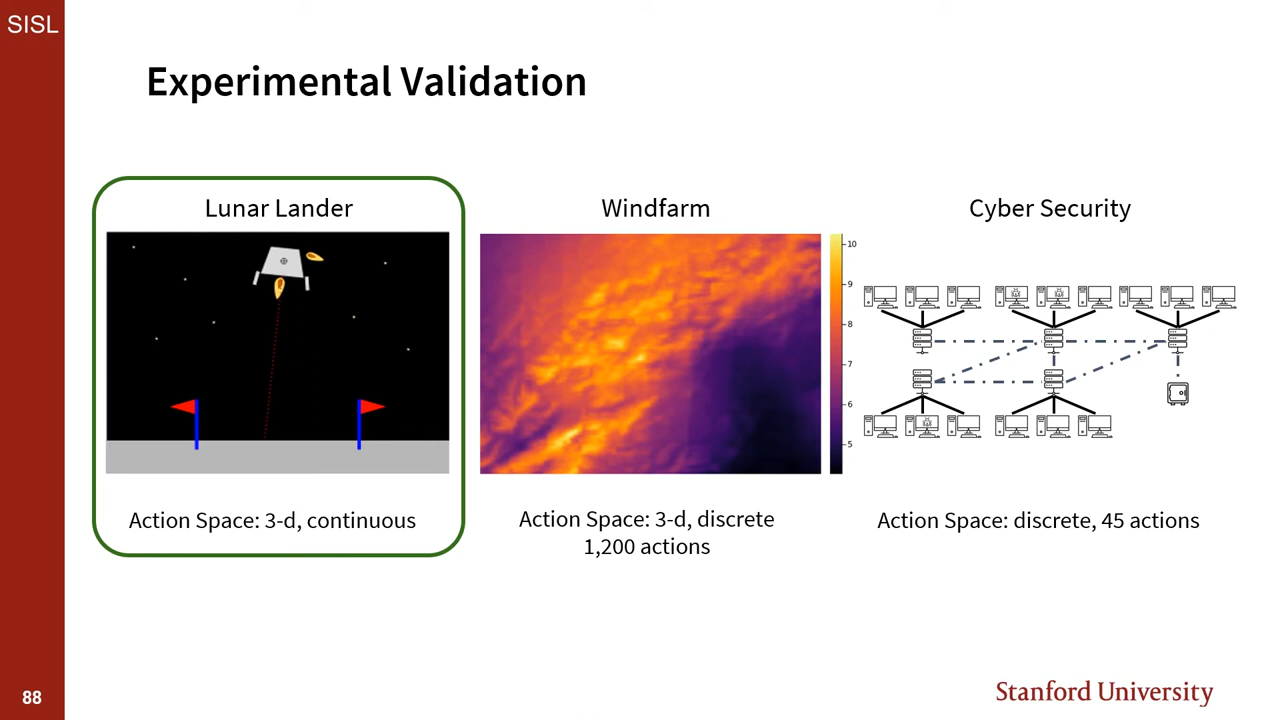 SISL
Experimental Validation
Lunar Lander
Action Space: 3-d, continuous
Windfarm
10
9
8
7
6
5
Action Space: 3-d, discrete
1,200 actions
Cyber Security
Action Space: discrete, 45 actions
88
Stanford University